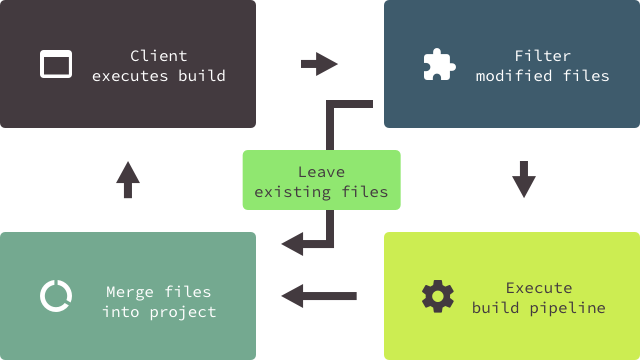 Client
executes build
Filter
modified files
Leave
existing files
Merge files
into project
Execute
build pipeline